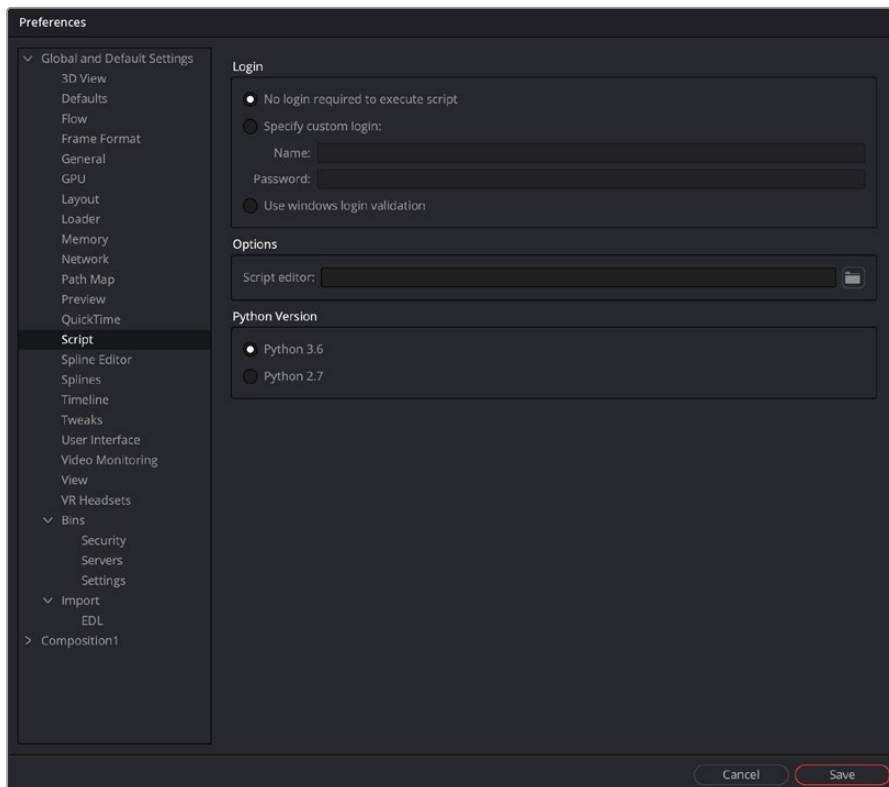 Preferences
Global and Default Settings
3D View
Defaults
Flow
Frame Format
General
GPU
Layout
Loader
Memory
Network
Path Map
Preview
QuickTime
Script
Spline Editor
Splines
Timeline
Tweaks
User Interface
Video Monitoring
View
VR Headsets
Bins
Security
Servers
Settings
Import
EDL
Composition1
Login
No login required to execute script
Specify custom login:
Name:
Password:
Use windows login validation
Options
Script editor:
Python Version
Python 3.6
Python 2.7
Cancel
Save